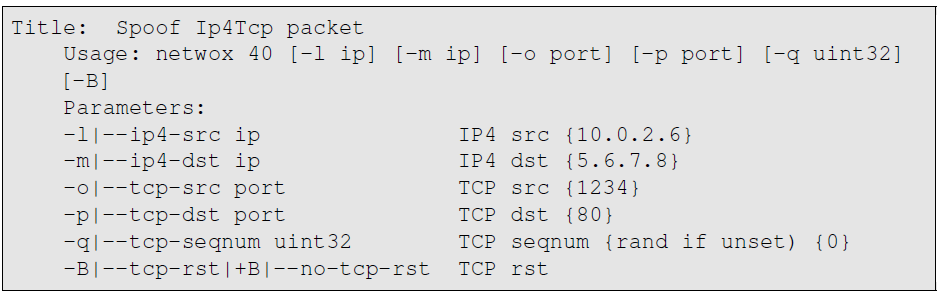 Title: Spoof Ip4Tcp packet
Usage: netwox 40 [-l ip] [-m ip] [-o port] [-p port] [-q uint32]
[-B]
Parameters:
-l|--ip4-src ip IP4 src {10.0.2.6}
-m|--ip4-dst ip IP4 dst {5.6.7.8}
-o|--tcp-src port TCP src {1234}
-p|--tcp-dst port TCP dst {80}
-q|--tcp-seqnum uint32 TCP seqnum {rand if unset) {0}
-B|--tcp-rst|+B|--no-tcp-rst TCP rst